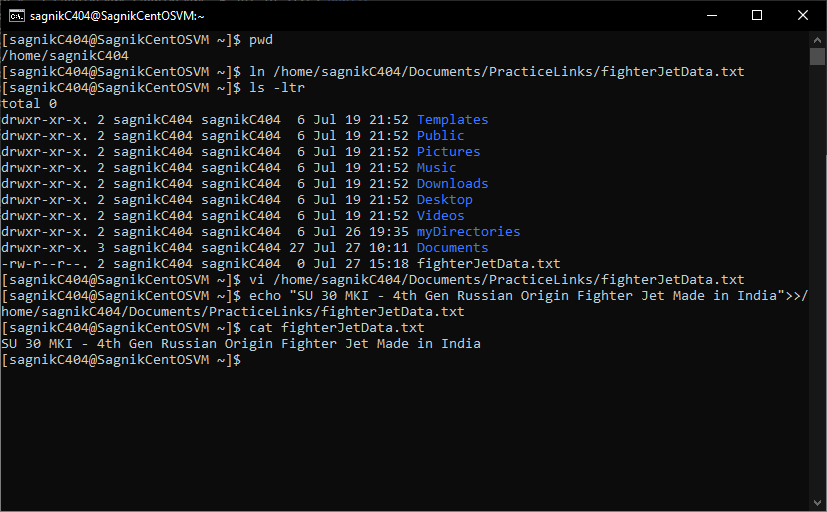 sagnikC404@SagnikCentOSVM:~
[sagnikC404@SagnikCentOSVM ~]$ pwd
/home/sagnikC404
[sagnikC404@SagnikCentOSVM ~]$ ln /home/sagnikC404/Documents/PracticeLinks/fighterJetData.txt
[sagnikC404@SagnikCentOSVM ~]$ ls -ltr
total 0
drwxr-xr-x. 2 sagnikC404 sagnikC404  6 Jul 19 21:52 Templates
drwxr-xr-x. 2 sagnikC404 sagnikC404  6 Jul 19 21:52 Public
drwxr-xr-x. 2 sagnikC404 sagnikC404  6 Jul 19 21:52 Pictures
drwxr-xr-x. 2 sagnikC404 sagnikC404  6 Jul 19 21:52 Music
drwxr-xr-x. 2 sagnikC404 sagnikC404  6 Jul 19 21:52 Downloads
drwxr-xr-x. 2 sagnikC404 sagnikC404  6 Jul 19 21:52 Desktop
drwxr-xr-x. 2 sagnikC404 sagnikC404  6 Jul 19 21:52 Videos
drwxr-xr-x. 2 sagnikC404 sagnikC404  6 Jul 26 19:35 myDirectories
drwxr-xr-x. 3 sagnikC404 sagnikC404 27 Jul 27 10:11 Documents
-rw-r--r--. 2 sagnikC404 sagnikC404  0 Jul 27 15:18 fighterJetData.txt
[sagnikC404@SagnikCentOSVM ~]$ vi /home/sagnikC404/Documents/PracticeLinks/fighterJetData.txt
[sagnikC404@SagnikCentOSVM ~]$ echo "SU 30 MKI - 4th Gen Russian Origin Fighter Jet Made in India">>/
home/sagnikC404/Documents/PracticeLinks/fighterJetData.txt
[sagnikC404@SagnikCentOSVM ~]$ cat fighterJetData.txt
SU 30 MKI - 4th Gen Russian Origin Fighter Jet Made in India
[sagnikC404@SagnikCentOSVM ~]$